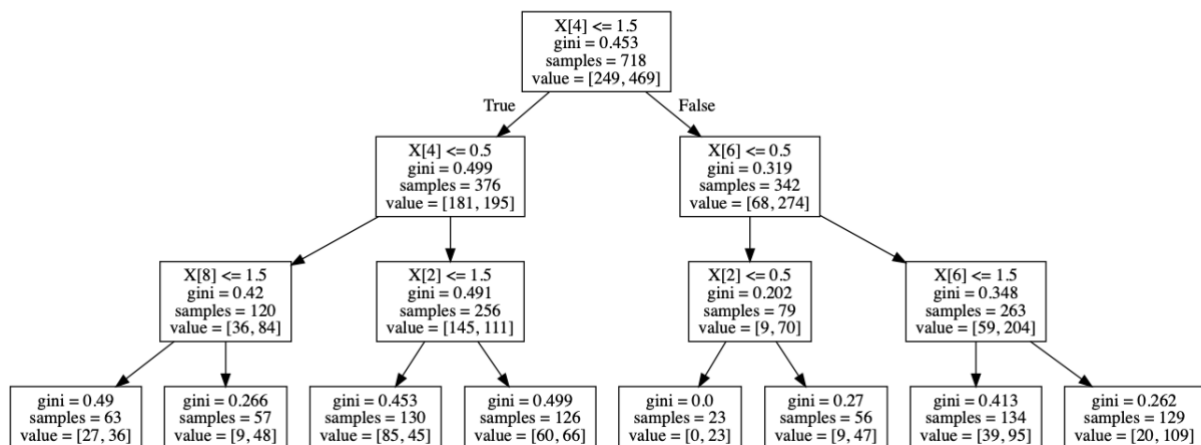 X[4] <= 1.5
gini = 0.453
samples = 718
value = [249, 469]
True
False
X[4] <= 0.5
gini = 0.499
samples = 376
value = [181, 195]
X[6] <= 0.5
gini = 0.319
samples = 342
value = [68, 274]
X[8] <= 1.5
gini = 0.42
samples = 120
value = [36, 84]
X[2] <= 1.5
gini = 0.491
samples = 256
value = [145, 111]
X[2] <= 0.5
gini = 0.202
samples = 79
value = [9, 70]
X[6] <= 1.5
gini = 0.348
samples = 263
value = [59, 204]
gini = 0.49
samples = 63
value = [27, 36]
gini = 0.266
samples = 57
value = [9, 48]
gini = 0.453
samples = 130
value = [85, 45]
gini = 0.499
samples = 126
value = [60, 66]
gini = 0.0
samples = 23
value = [0, 23]
gini = 0.27
samples = 56
value = [9, 47]
gini = 0.413
samples = 134
value = [39, 95]
gini = 0.262
samples = 129
value = [20, 109]